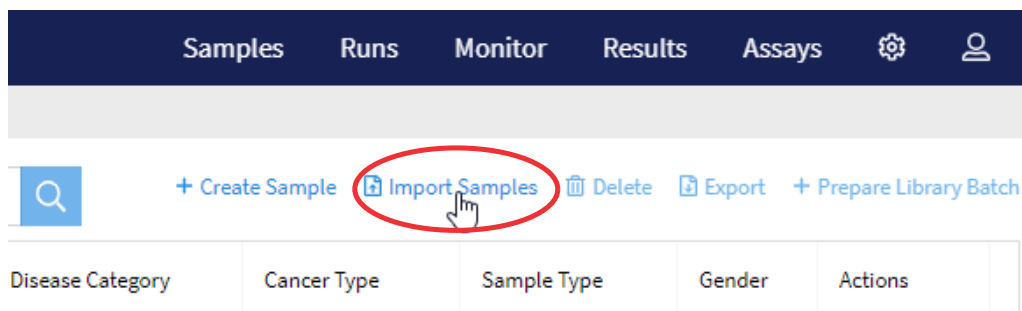 Samples Runs Monitor Results Assays
+ Create Sample Import Samples Delete Export + Prepare Library Batch
Disease Category Cancer Type Sample Type Gender Actions